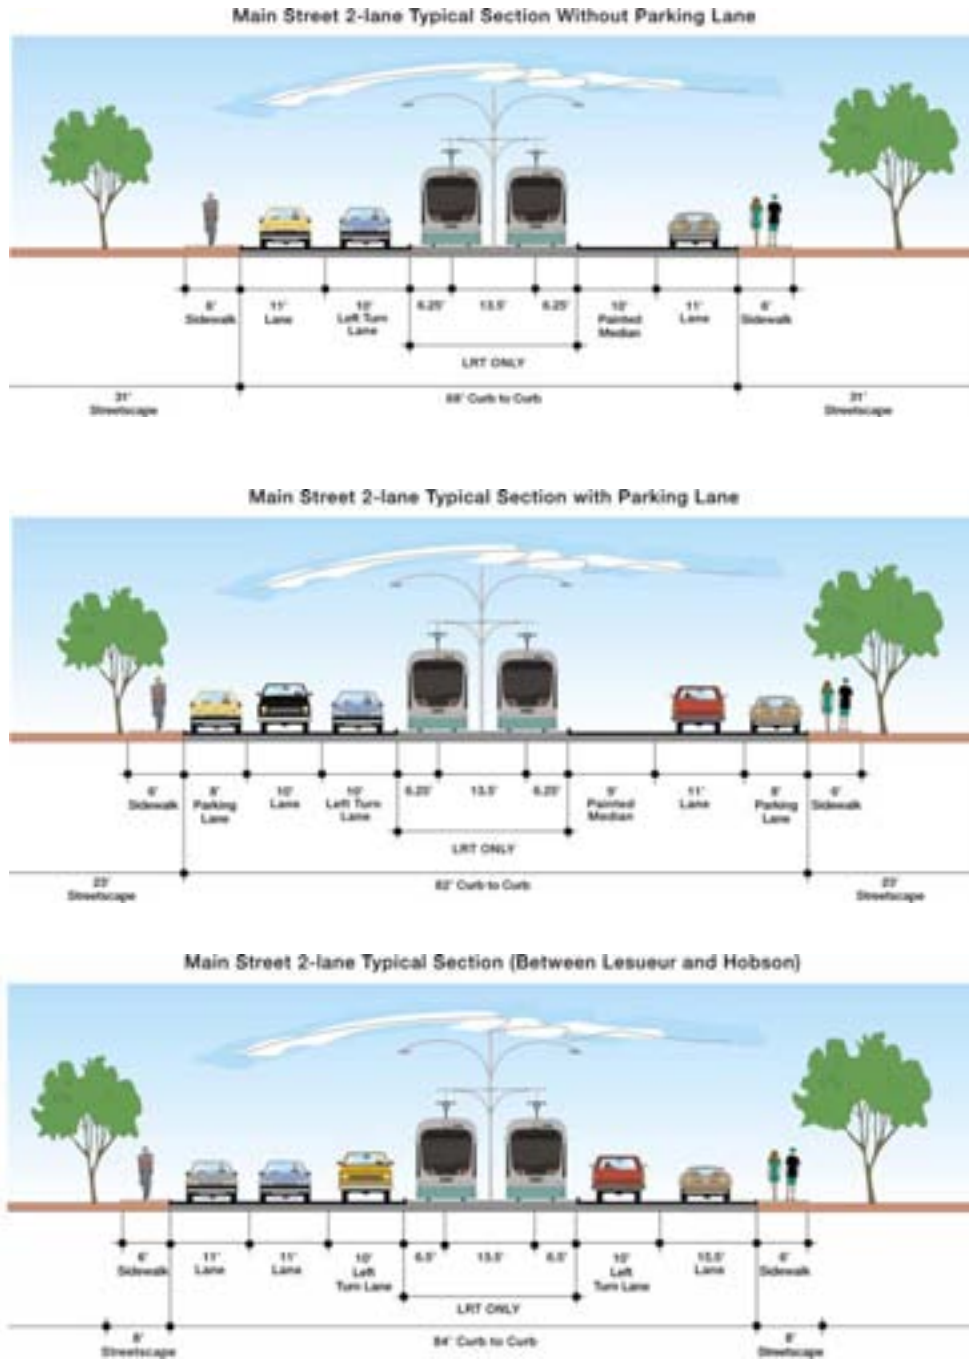 Main Street 2-lane Typical Section Without Parking Lane
6' 11' 10' 6.25' 13.5' 6.25' 10' 11' 6'
Sidewalk Lane Left Turn Painted Lane Sidewalk
Lane Median
LRT ONLY
31' Curb to Curb 31'
Streetscape Streetscape
Main Street 2-lane Typical Section with Parking Lane
6' 8' 10' 10' 6.25' 13.5' 6.25' 9' 11' 8' 6'
Sidewalk Parking Lane Left Turn Painted Lane Parking Sidewalk
Lane Lane Median Lane
LRT ONLY
23' 82' Curb to Curb 23'
Streetscape Streetscape
Main Street 2-lane Typical Section (Between Lesueur and Hobson)
6' 11' 11' 10' 6.5' 13.5' 6.5' 10' 6'
Sidewalk Lane Lane Left Left Lane Sidewalk
Turn Lane Turn Lane
LRT ONLY
8' 84' Curb to Curb 8'
Streetscape Streetscape